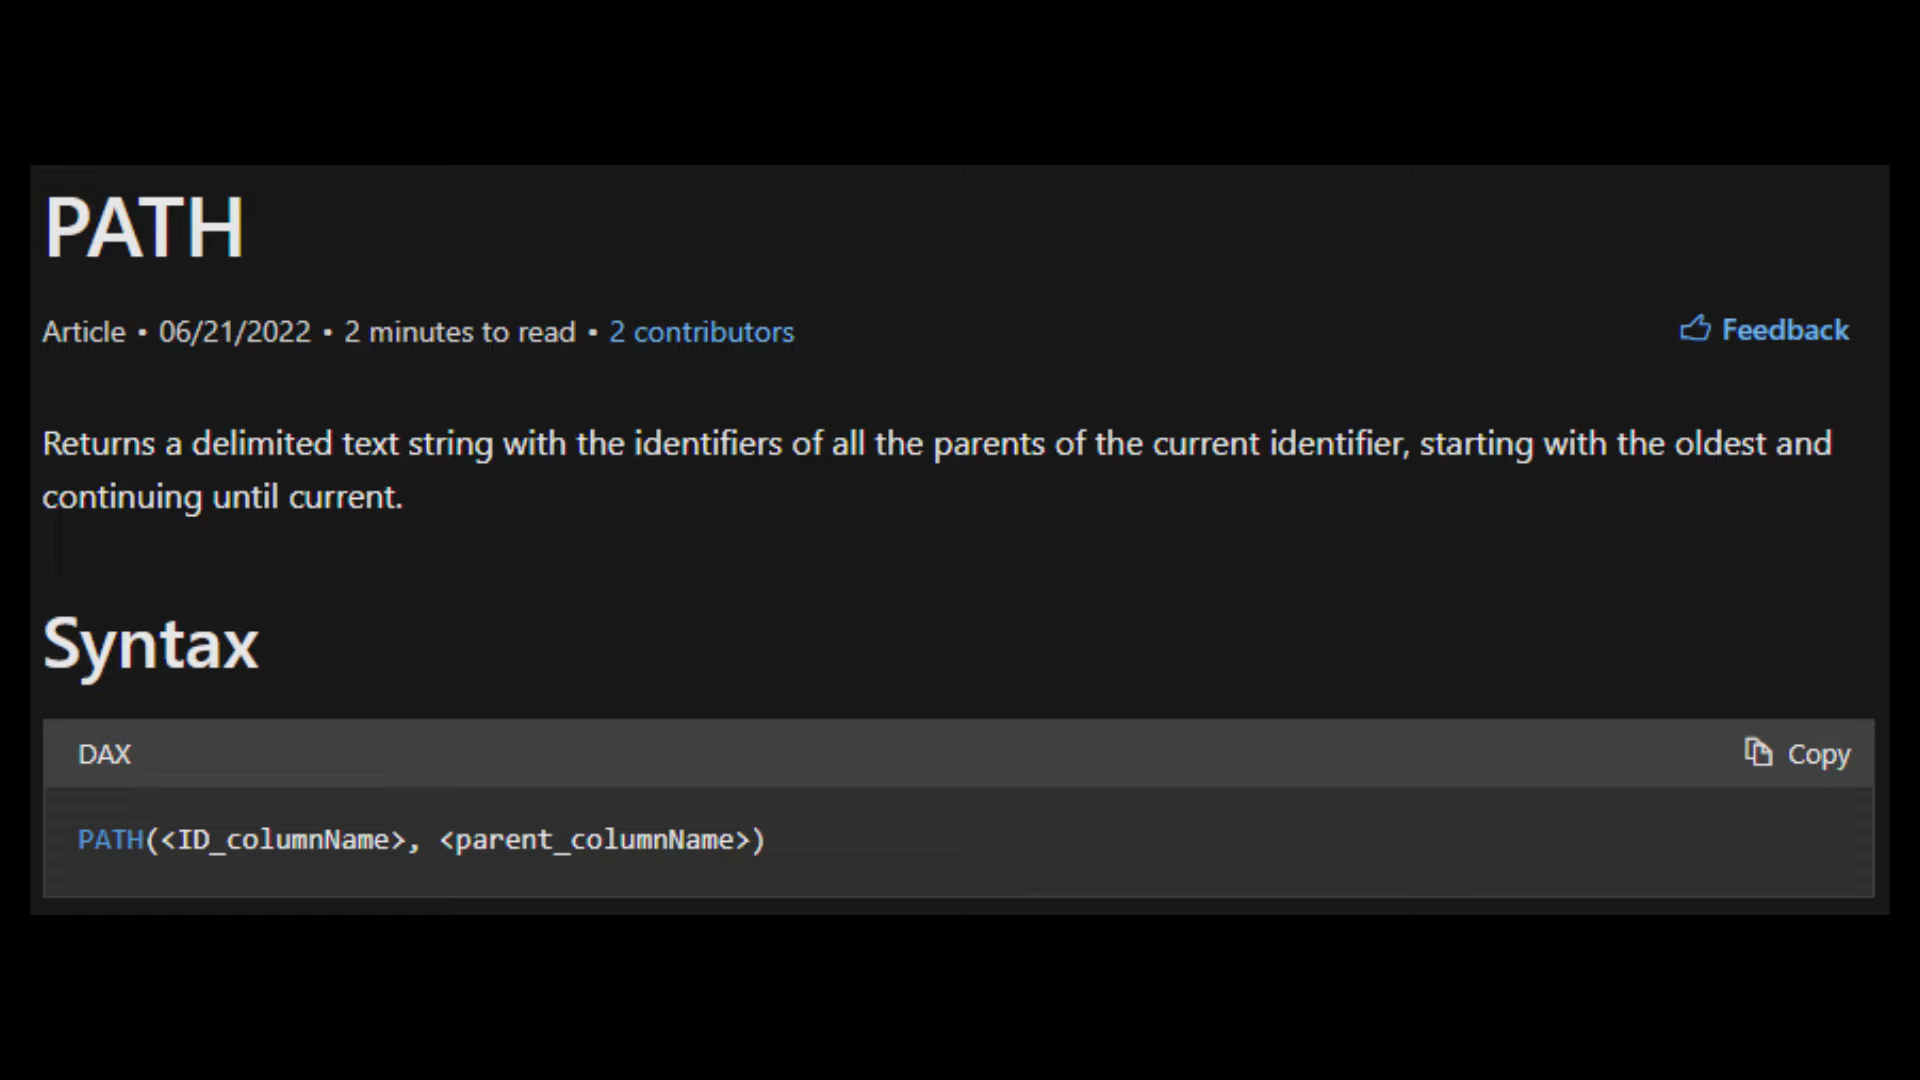 PATH
Article • 06/21/2022 • 2 minutes to read • 2 contributors
Feedback
Returns a delimited text string with the identifiers of all the parents of the current identifier, starting with the oldest and
continuing until current.
Syntax
DAX
Copy
PATH(<ID_columnName>, <parent_columnName>)